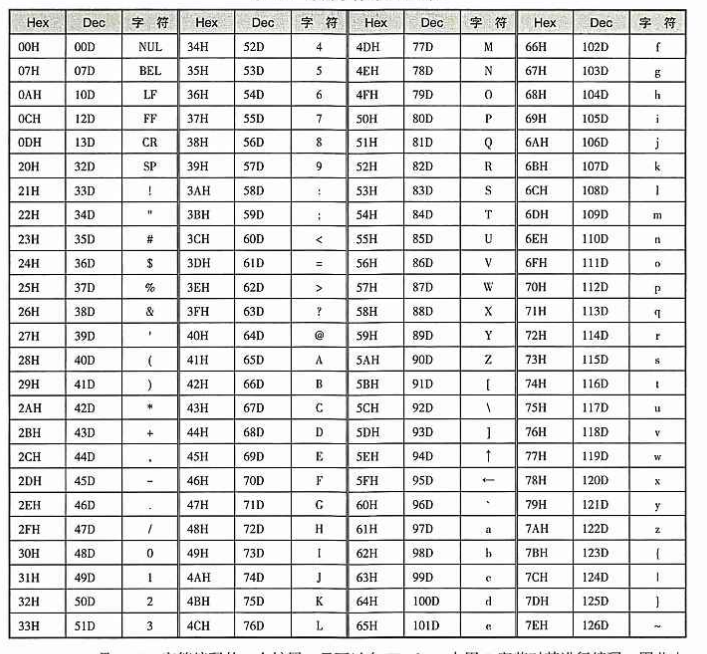 Hex Dec 字 符 Hex Dec 字 符 Hex Dec 字 符 Hex Dec 字 符
00H 00D NUL 34H 52D 4 4DH 77D M 66H 102D f
07H 07D BEL 35H 53D 5 4EH 78D N 67H 103D g
0AH 10D LF 36H 54D 6 4FH 79D O 68H 104D h
0CH 12D FF 37H 55D 7 50H 80D P 69H 105D i
0DH 13D CR 38H 56D 8 51H 81D Q 6AH 106D j
20H 32D SP 39H 57D 9 52H 82D R 6BH 107D k
21H 33D ! 3AH 58D : 53H 83D S 6CH 108D l
22H 34D " 3BH 59D ; 54H 84D T 6DH 109D m
23H 35D # 3CH 60D < 55H 85D U 6EH 110D n
24H 36D $ 3DH 61D = 56H 86D V 6FH 111D o
25H 37D % 3EH 62D > 57H 87D W 70H 112D p
26H 38D & 3FH 63D ? 58H 88D X 71H 113D q
27H 39D ' 40H 64D @ 59H 89D Y 72H 114D r
28H 40D ( 41H 65D A 5AH 90D Z 73H 115D s
29H 41D ) 42H 66D B 5BH 91D [ 74H 116D t
2AH 42D * 43H 67D C 5CH 92D \ 75H 117D u
2BH 43D + 44H 68D D 5DH 93D ] 76H 118D v
2CH 44D , 45H 69D E 5EH 94D ↑ 77H 119D w
2DH 45D - 46H 70D F 5FH 95D ← 78H 120D x
2EH 46D . 47H 71D G 60H 96D ` 79H 121D y
2FH 47D / 48H 72D H 61H 97D a 7AH 122D z
30H 48D 0 49H 73D I 62H 98D b 7BH 123D {
31H 49D 1 4AH 74D J 63H 99D c 7CH 124D |
32H 50D 2 4BH 75D K 64H 100D d 7DH 125D }
33H 51D 3 4CH 76D L 65H 101D e 7EH 126D ~